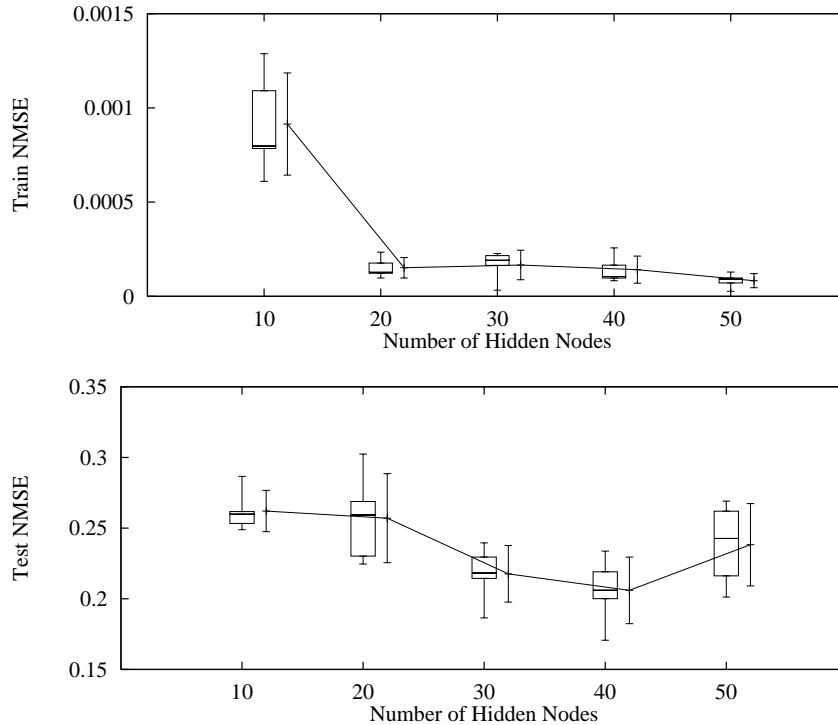 0.0015
0.001
0.0005
0
Train NMSE
10 20 30 40 50
Number of Hidden Nodes
0.35
0.3
0.25
0.2
0.15
Test NMSE
10 20 30 40 50
Number of Hidden Nodes